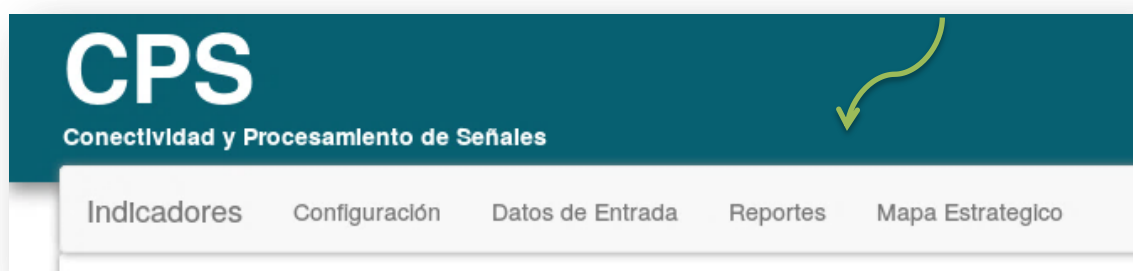 CPS
Conectividad y Procesamiento de Señales
Indicadores Configuración Datos de Entrada Reportes Mapa Estrategico